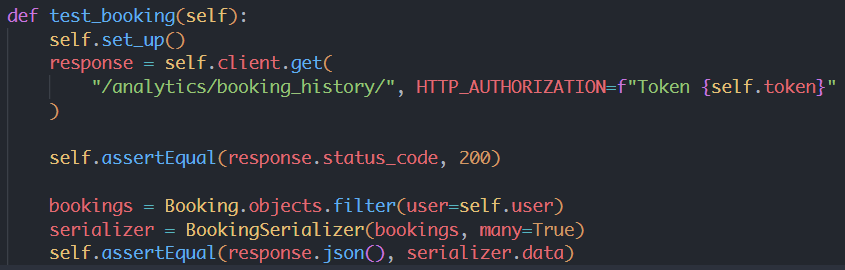 def test_booking(self):
    self.set_up()
    response = self.client.get(
        "/analytics/booking_history/", HTTP_AUTHORIZATION=f"Token {self.token}"
    )
    self.assertEqual(response.status_code, 200)
    bookings = Booking.objects.filter(user=self.user)
    serializer = BookingSerializer(bookings, many=True)
    self.assertEqual(response.json(), serializer.data)